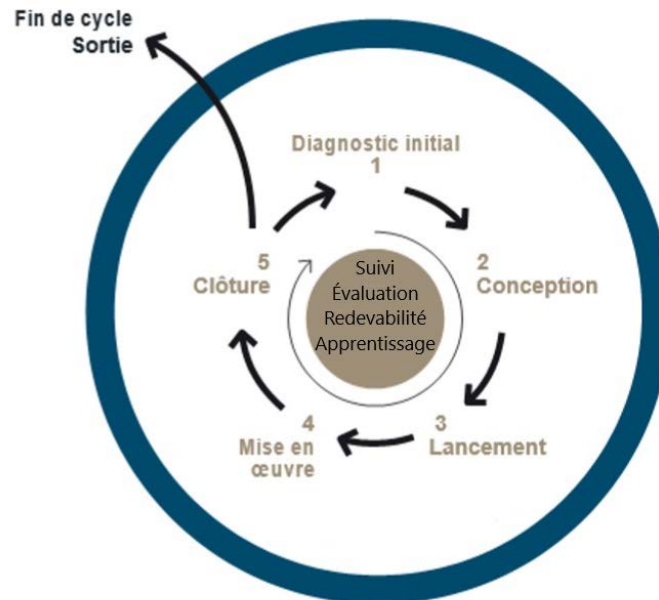 Fin de cycle
Sortie
Diagnostic initial
1
2
Conception
3
Lancement
4
Mise en
œuvre
5
Clôture
Suivi
Évaluation
Redevabilité
Apprentissage